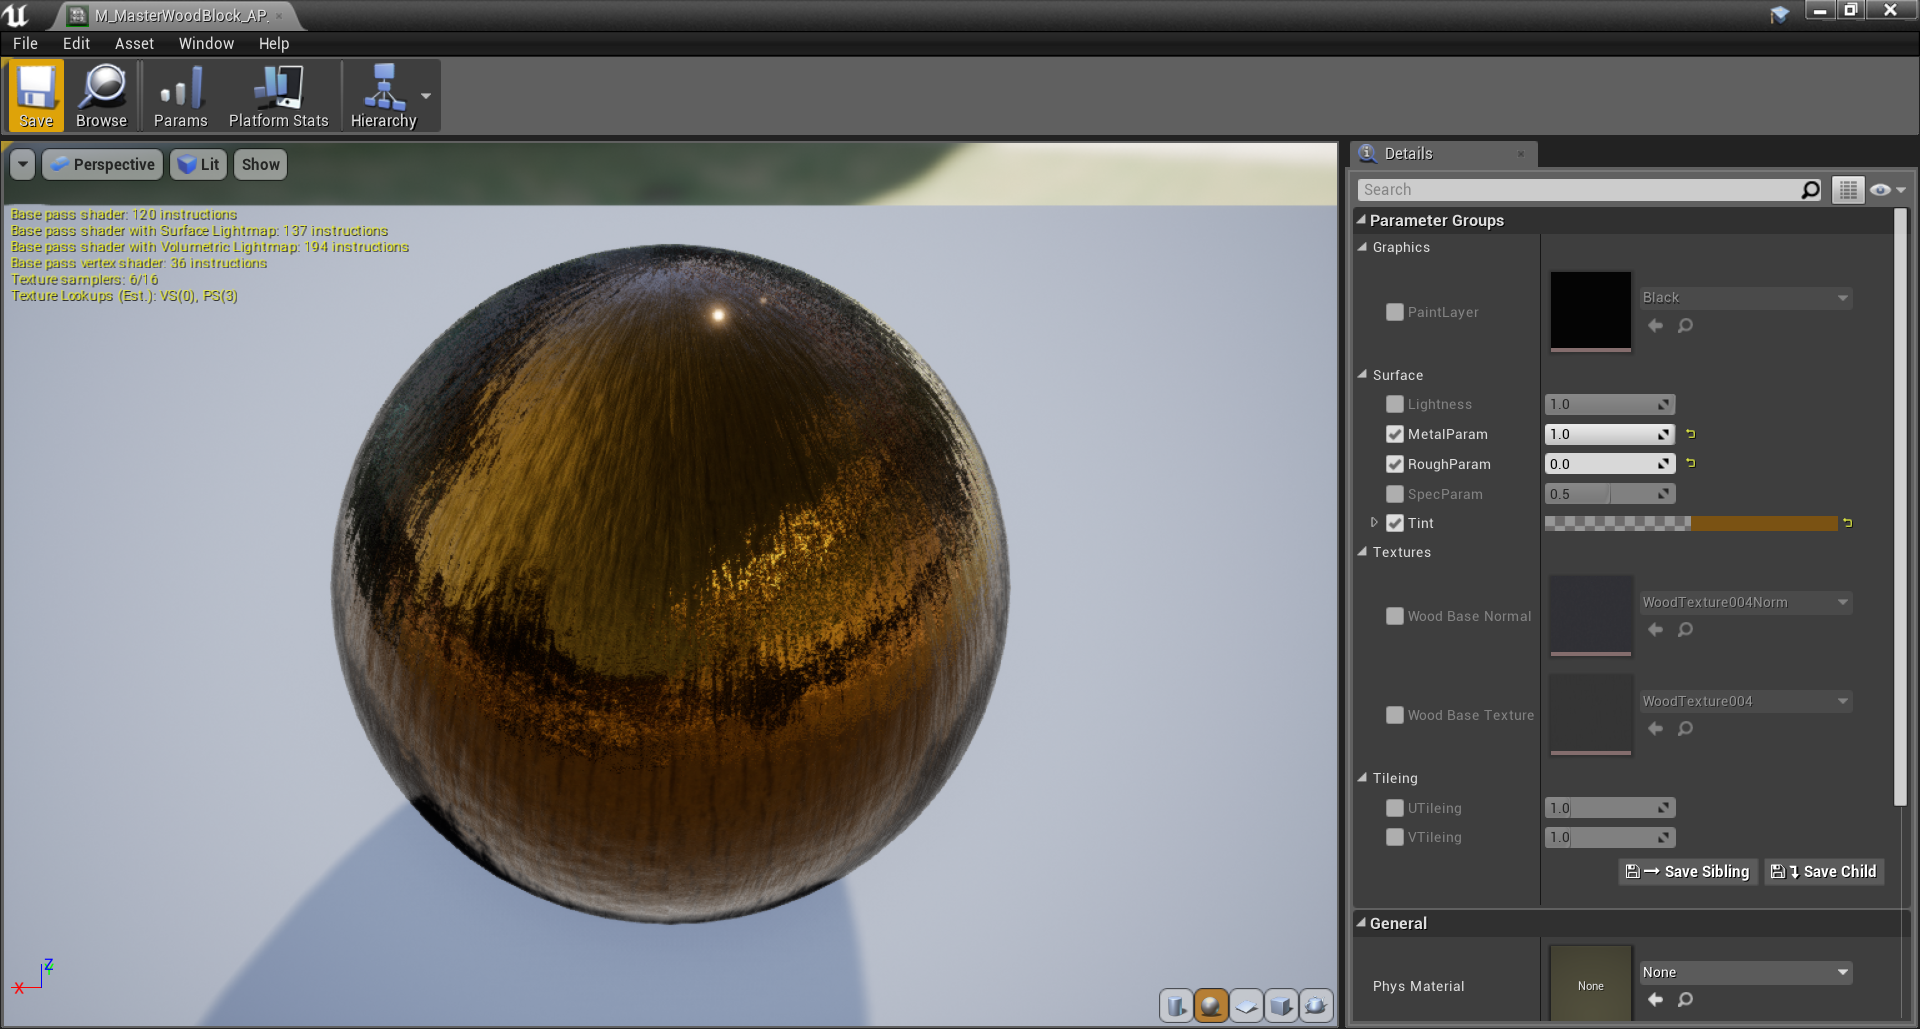 M_MasterWoodBlock_AP.
File Edit Asset Window Help
Save Browse Params Platform Stats Hierarchy
Perspective Lit Show
Base pass shader: 120 instructions
Base pass shader with Surface Lightmap: 137 instructions
Base pass shader with Volumetric Lightmap: 194 instructions
Base pass vertex shader: 36 instructions
Texture samplers: 6/16
Texture Lookups (Est.): VS(0), PS(3)
Z
X
Details
Search
Parameter Groups
Graphics
PaintLayer Black
Surface
Lightness 1.0
MetalParam 1.0
RoughParam 0.0
SpecParam 0.5
Tint
Textures
Wood Base Normal WoodTexture004Norm
Wood Base Texture WoodTexture004
Tileing
UTileing 1.0
VTileing 1.0
Save Sibling Save Child
General
Phys Material None None